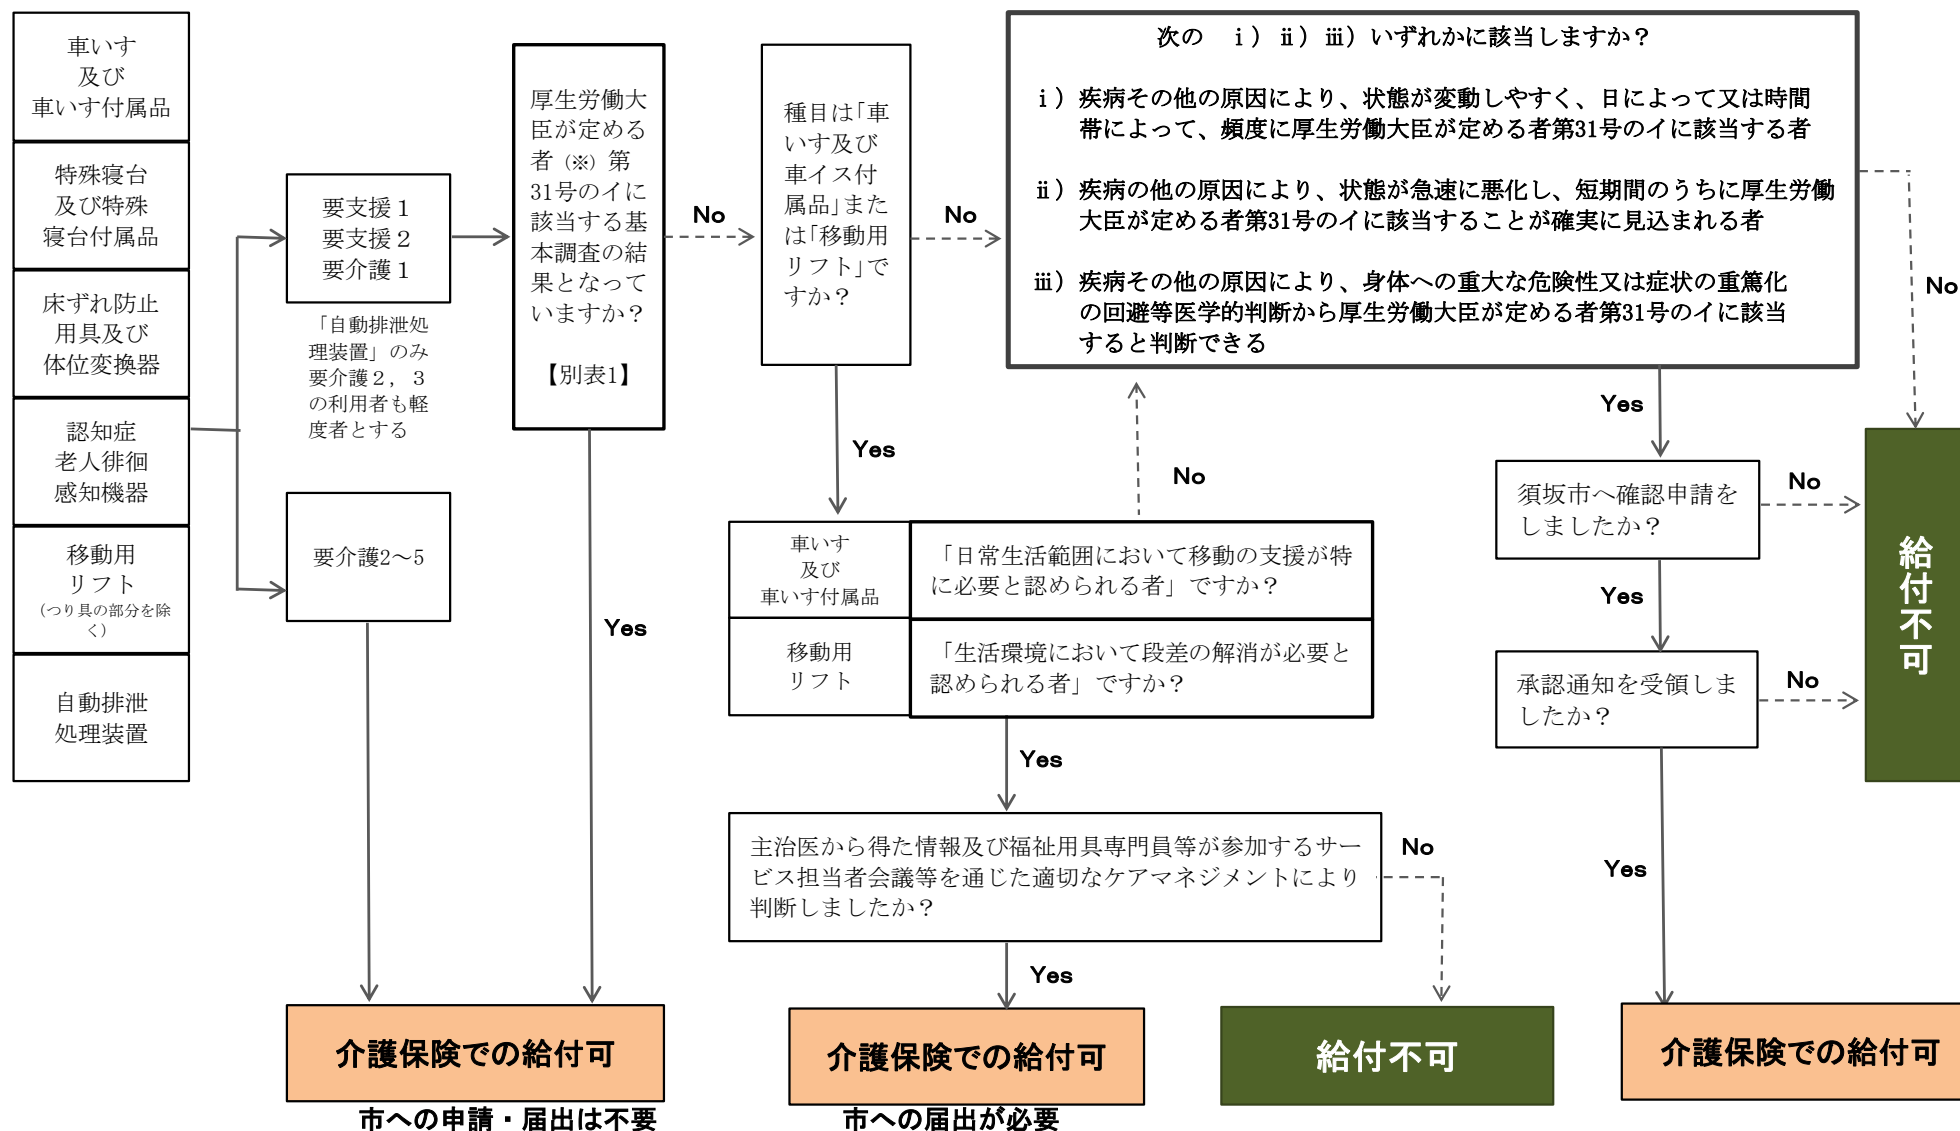 車いす
及び
車いす付属品
特殊寝台
及び特殊
寝台付属品
床ずれ防止
用具及び
体位変換器
認知症
老人徘徊
感知機器
移動用
リフト
(つり具の部分を除
く)
自動排泄
処理装置
要支援１
要支援２
要介護１
「自動排泄処
理装置」のみ
要介護２，３
の利用者も軽
度者とする
要介護2～5
厚生労働大
臣が定める
者（※）第
31号のイに
該当する基
本調査の結
果となって
いますか？
【別表1】
No
Yes
種目は｢車
いす及び
車イス付
属品｣また
は｢移動用
リフト｣で
すか？
No
Yes
次の　ⅰ）ⅱ）ⅲ）いずれかに該当しますか？
ⅰ）疾病その他の原因により、状態が変動しやすく、日によって又は時間
帯によって、頻度に厚生労働大臣が定める者第31号のイに該当する者
ⅱ）疾病の他の原因により、状態が急速に悪化し、短期間のうちに厚生労働
大臣が定める者第31号のイに該当することが確実に見込まれる者
ⅲ）疾病その他の原因により、身体への重大な危険性又は症状の重篤化
の回避等医学的判断から厚生労働大臣が定める者第31号のイに該当
すると判断できる
No
Yes
No
車いす
及び
車いす付属品
「日常生活範囲において移動の支援が特
に必要と認められる者」ですか？
移動用
リフト
「生活環境において段差の解消が必要と
認められる者」ですか？
Yes
主治医から得た情報及び福祉用具専門員等が参加するサー
ビス担当者会議等を通じた適切なケアマネジメントにより
判断しましたか？
No
Yes
須坂市へ確認申請を
しましたか？
No
Yes
承認通知を受領しま
したか？
No
Yes
給付不可
介護保険での給付可
市への申請・届出は不要
介護保険での給付可
市への届出が必要
給付不可
介護保険での給付可